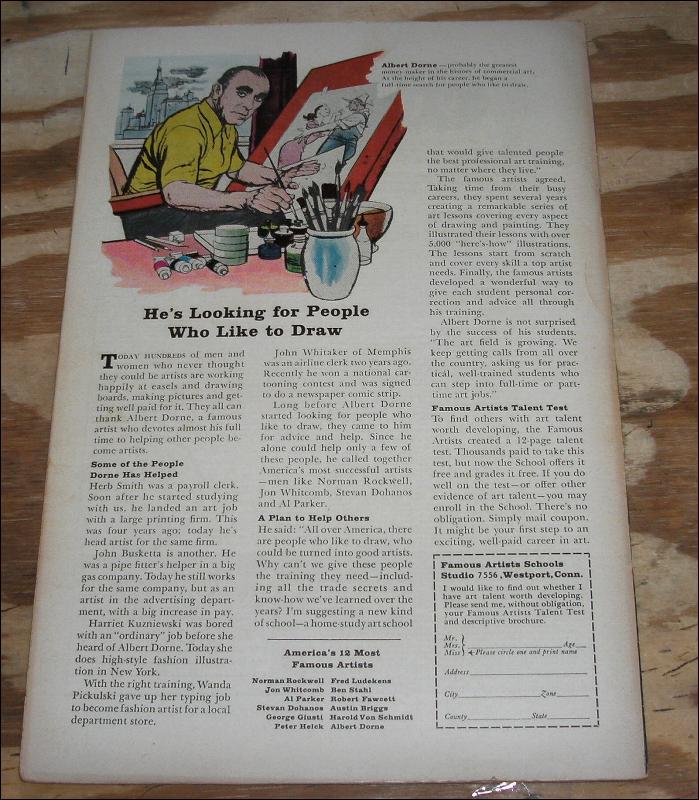 Albert Dorne — probably the greatest
money-maker in the history of commercial art.
At the height of his career, he began a
full-time search for people who like to draw.
He's Looking for People
Who Like to Draw
TODAY HUNDREDS of men and
women who never thought
they could be artists are working
happily at easels and drawing
boards, making pictures and get-
ting well paid for it. They all can
thank Albert Dorne, a famous
artist who devotes almost his full
time to helping other people be-
come artists.
Some of the People
Dorne Has Helped
Herb Smith was a payroll clerk.
Soon after he started studying
with us, he landed an art job
with a large printing firm. This
was four years ago; today he's
head artist for the same firm.
John Busketta is another. He
was a pipe fitter's helper in a big
gas company. Today he still works
for the same company, but as an
artist in the advertising depart-
ment, with a big increase in pay.
Harriet Kuzniewski was bored
with an "ordinary" job before she
heard of Albert Dorne. Today she
does high-style fashion illustra-
tion in New York.
With the right training, Wanda
Pickulski gave up her typing job
to become fashion artist for a local
department store.
John Whitaker of Memphis
was an airline clerk two years ago.
Recently he won a national car-
tooning contest and was signed
to do a newspaper comic strip.
Long before Albert Dorne
started looking for people who
like to draw, they came to him
for advice and help. Since he
alone could help only a few of
these people, he called together
America's most successful artists
—men like Norman Rockwell,
Jon Whitcomb, Stevan Dohanos
and Al Parker.
A Plan to Help Others
He said: "All over America, there
are people who like to draw, who
could be turned into good artists.
Why can't we give these people
the training they need—includ-
ing all the trade secrets and
know-how we've learned over the
years? I'm suggesting a new kind
of school—a home-study art school
America's 12 Most
Famous Artists
Norman Rockwell Fred Ludekens
Jon Whitcomb Ben Stahl
Al Parker Robert Fawcett
Stevan Dohanos Austin Briggs
George Giusti Harold Von Schmidt
Peter Helck Albert Dorne
that would give talented people
the best professional art training,
no matter where they live."
The famous artists agreed.
Taking time from their busy
careers, they spent several years
creating a remarkable series of
art lessons covering every aspect
of drawing and painting. They
illustrated their lessons with over
5,000 "here's-how" illustrations.
The lessons start from scratch
and cover every skill a top artist
needs. Finally, the famous artists
developed a wonderful way to
give each student personal cor-
rection and advice all through
his training.
Albert Dorne is not surprised
by the success of his students.
"The art field is growing. We
keep getting calls from all over
the country, asking us for prac-
tical, well-trained students who
can step into full-time or part-
time art jobs."
Famous Artists Talent Test
To find others with art talent
worth developing, the Famous
Artists created a 12-page talent
test. Thousands paid to take this
test, but now the School offers it
free and grades it free. If you do
well on the test—or offer other
evidence of art talent—you may
enroll in the School. There's no
obligation. Simply mail coupon.
It might be your first step to an
exciting, well-paid career in art.
Famous Artists Schools
Studio 7556, Westport, Conn.
I would like to find out whether I
have art talent worth developing.
Please send me, without obligation,
your Famous Artists Talent Test
and descriptive brochure.
Mr.
Mrs. Age
Miss Please circle one and print name
Address
City Zone
County State